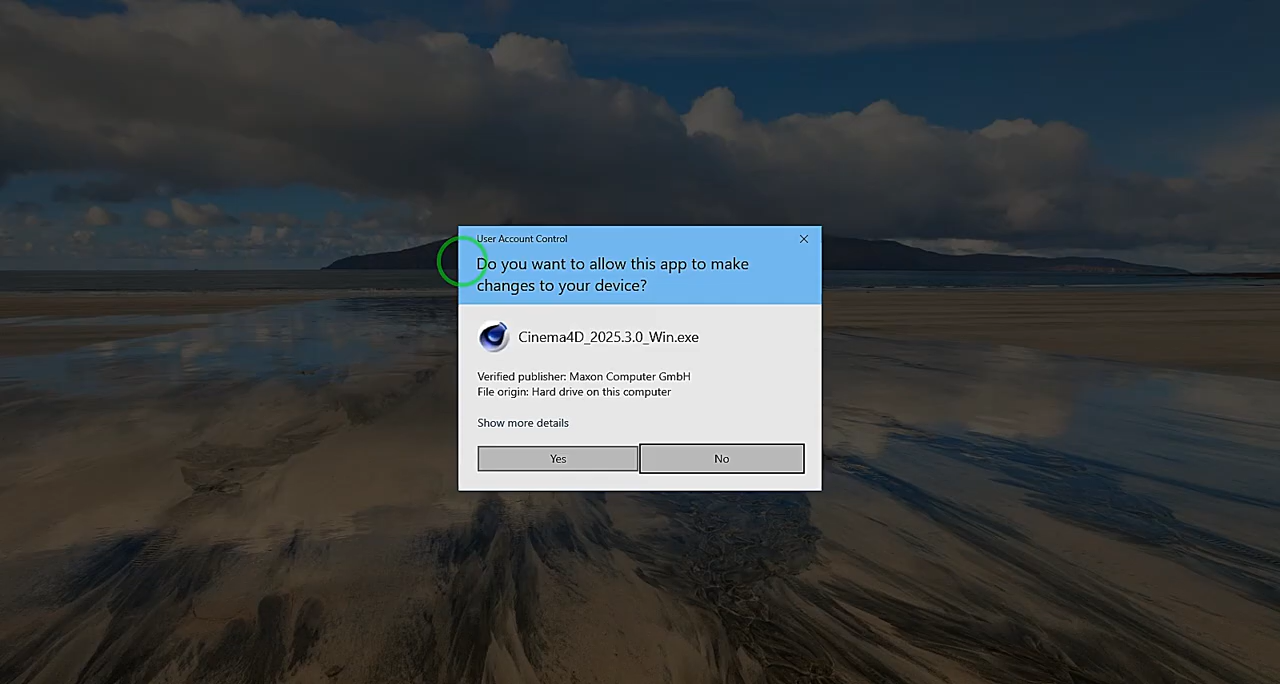 User Account Control
Do you want to allow this app to make
changes to your device?
Cinema4D_2025.3.0_Win.exe
Verified publisher: Maxon Computer GmbH
File origin: Hard drive on this computer
Show more details
Yes
No